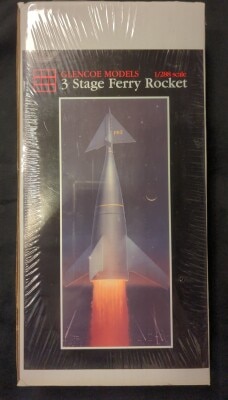 GLENCOE MODELS 1/288 scale
3 Stage Ferry Rocket